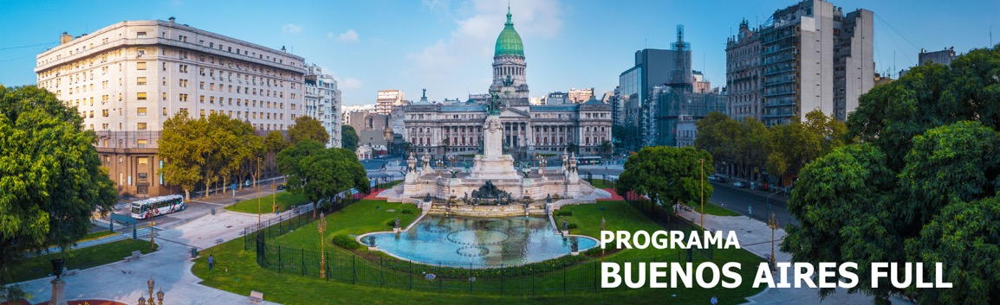 PROGRAMA
BUENOS AIRES FULL